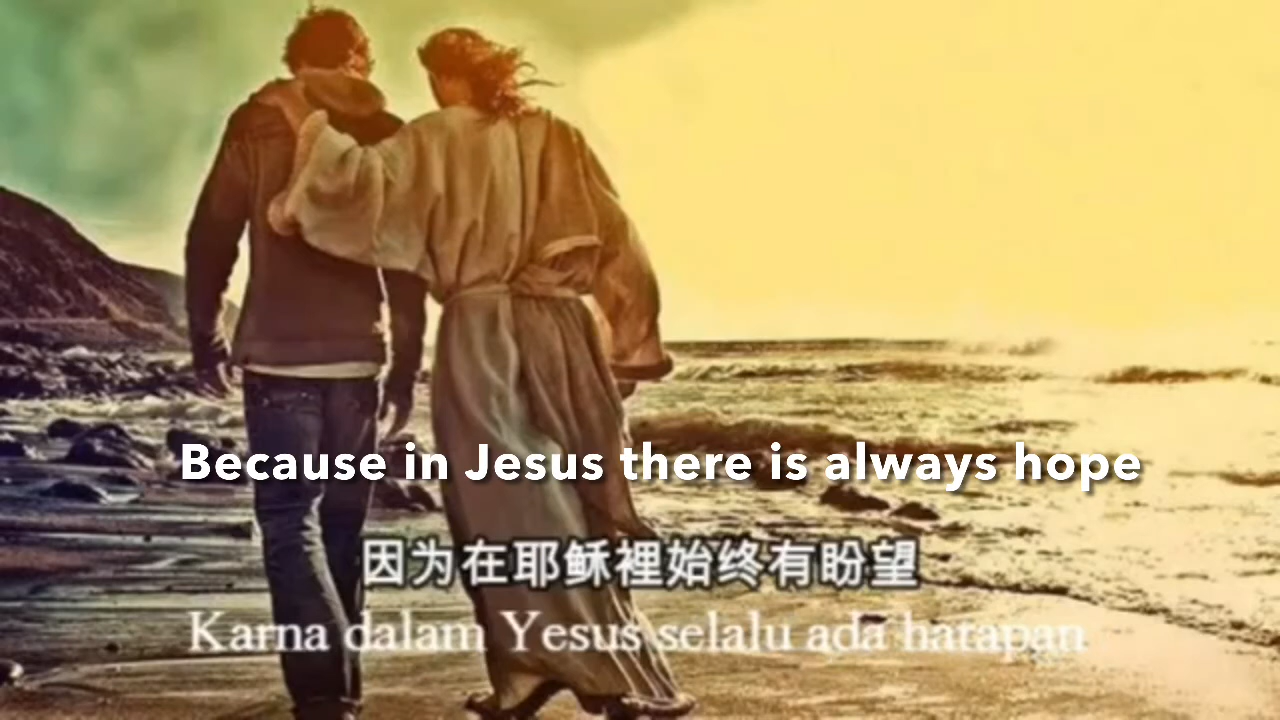 Because in Jesus there is always hope
因为在耶稣裡始终有盼望
Karna dalam Yesus selalu ada harapan